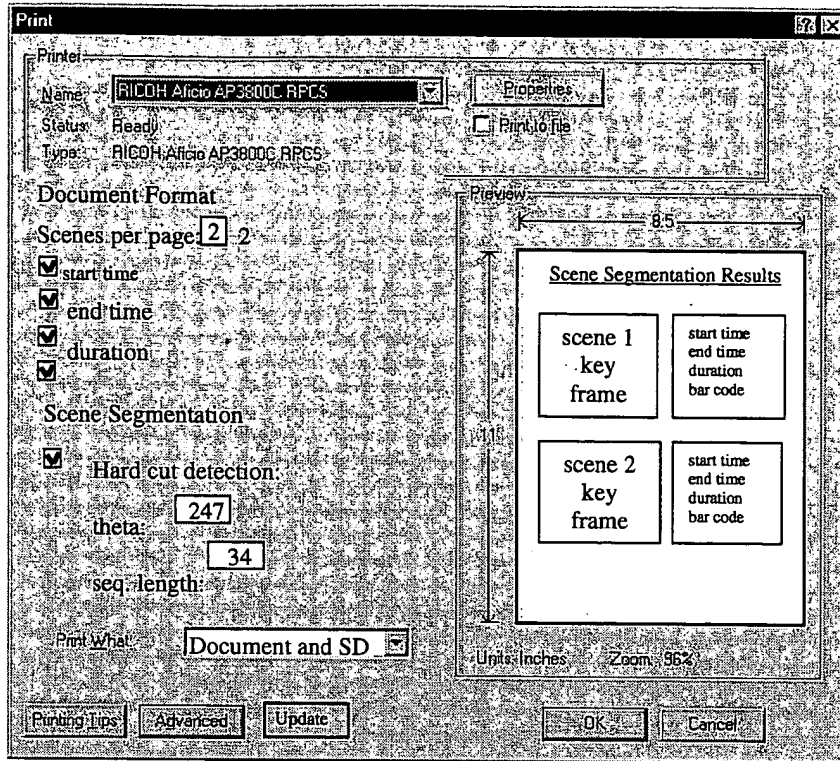 Print
Printer
Name: RICOH Aficio AP3800C RPCS
Properties
Status: Ready
Print to file
Type: RICOH Aficio AP3800C RPCS
Document Format
Scenes per page: 2 2
start time
end time
duration
Scene Segmentation
Hard cut detection:
theta: 247
seq. length: 34
Print What: Document and SD
Printing Tips
Advanced
Update
Preview
8.5
11
Scene Segmentation Results
scene 1
key
frame
start time
end time
duration
bar code
scene 2
key
frame
start time
end time
duration
bar code
Units: Inches Zoom: 96%
OK
Cancel